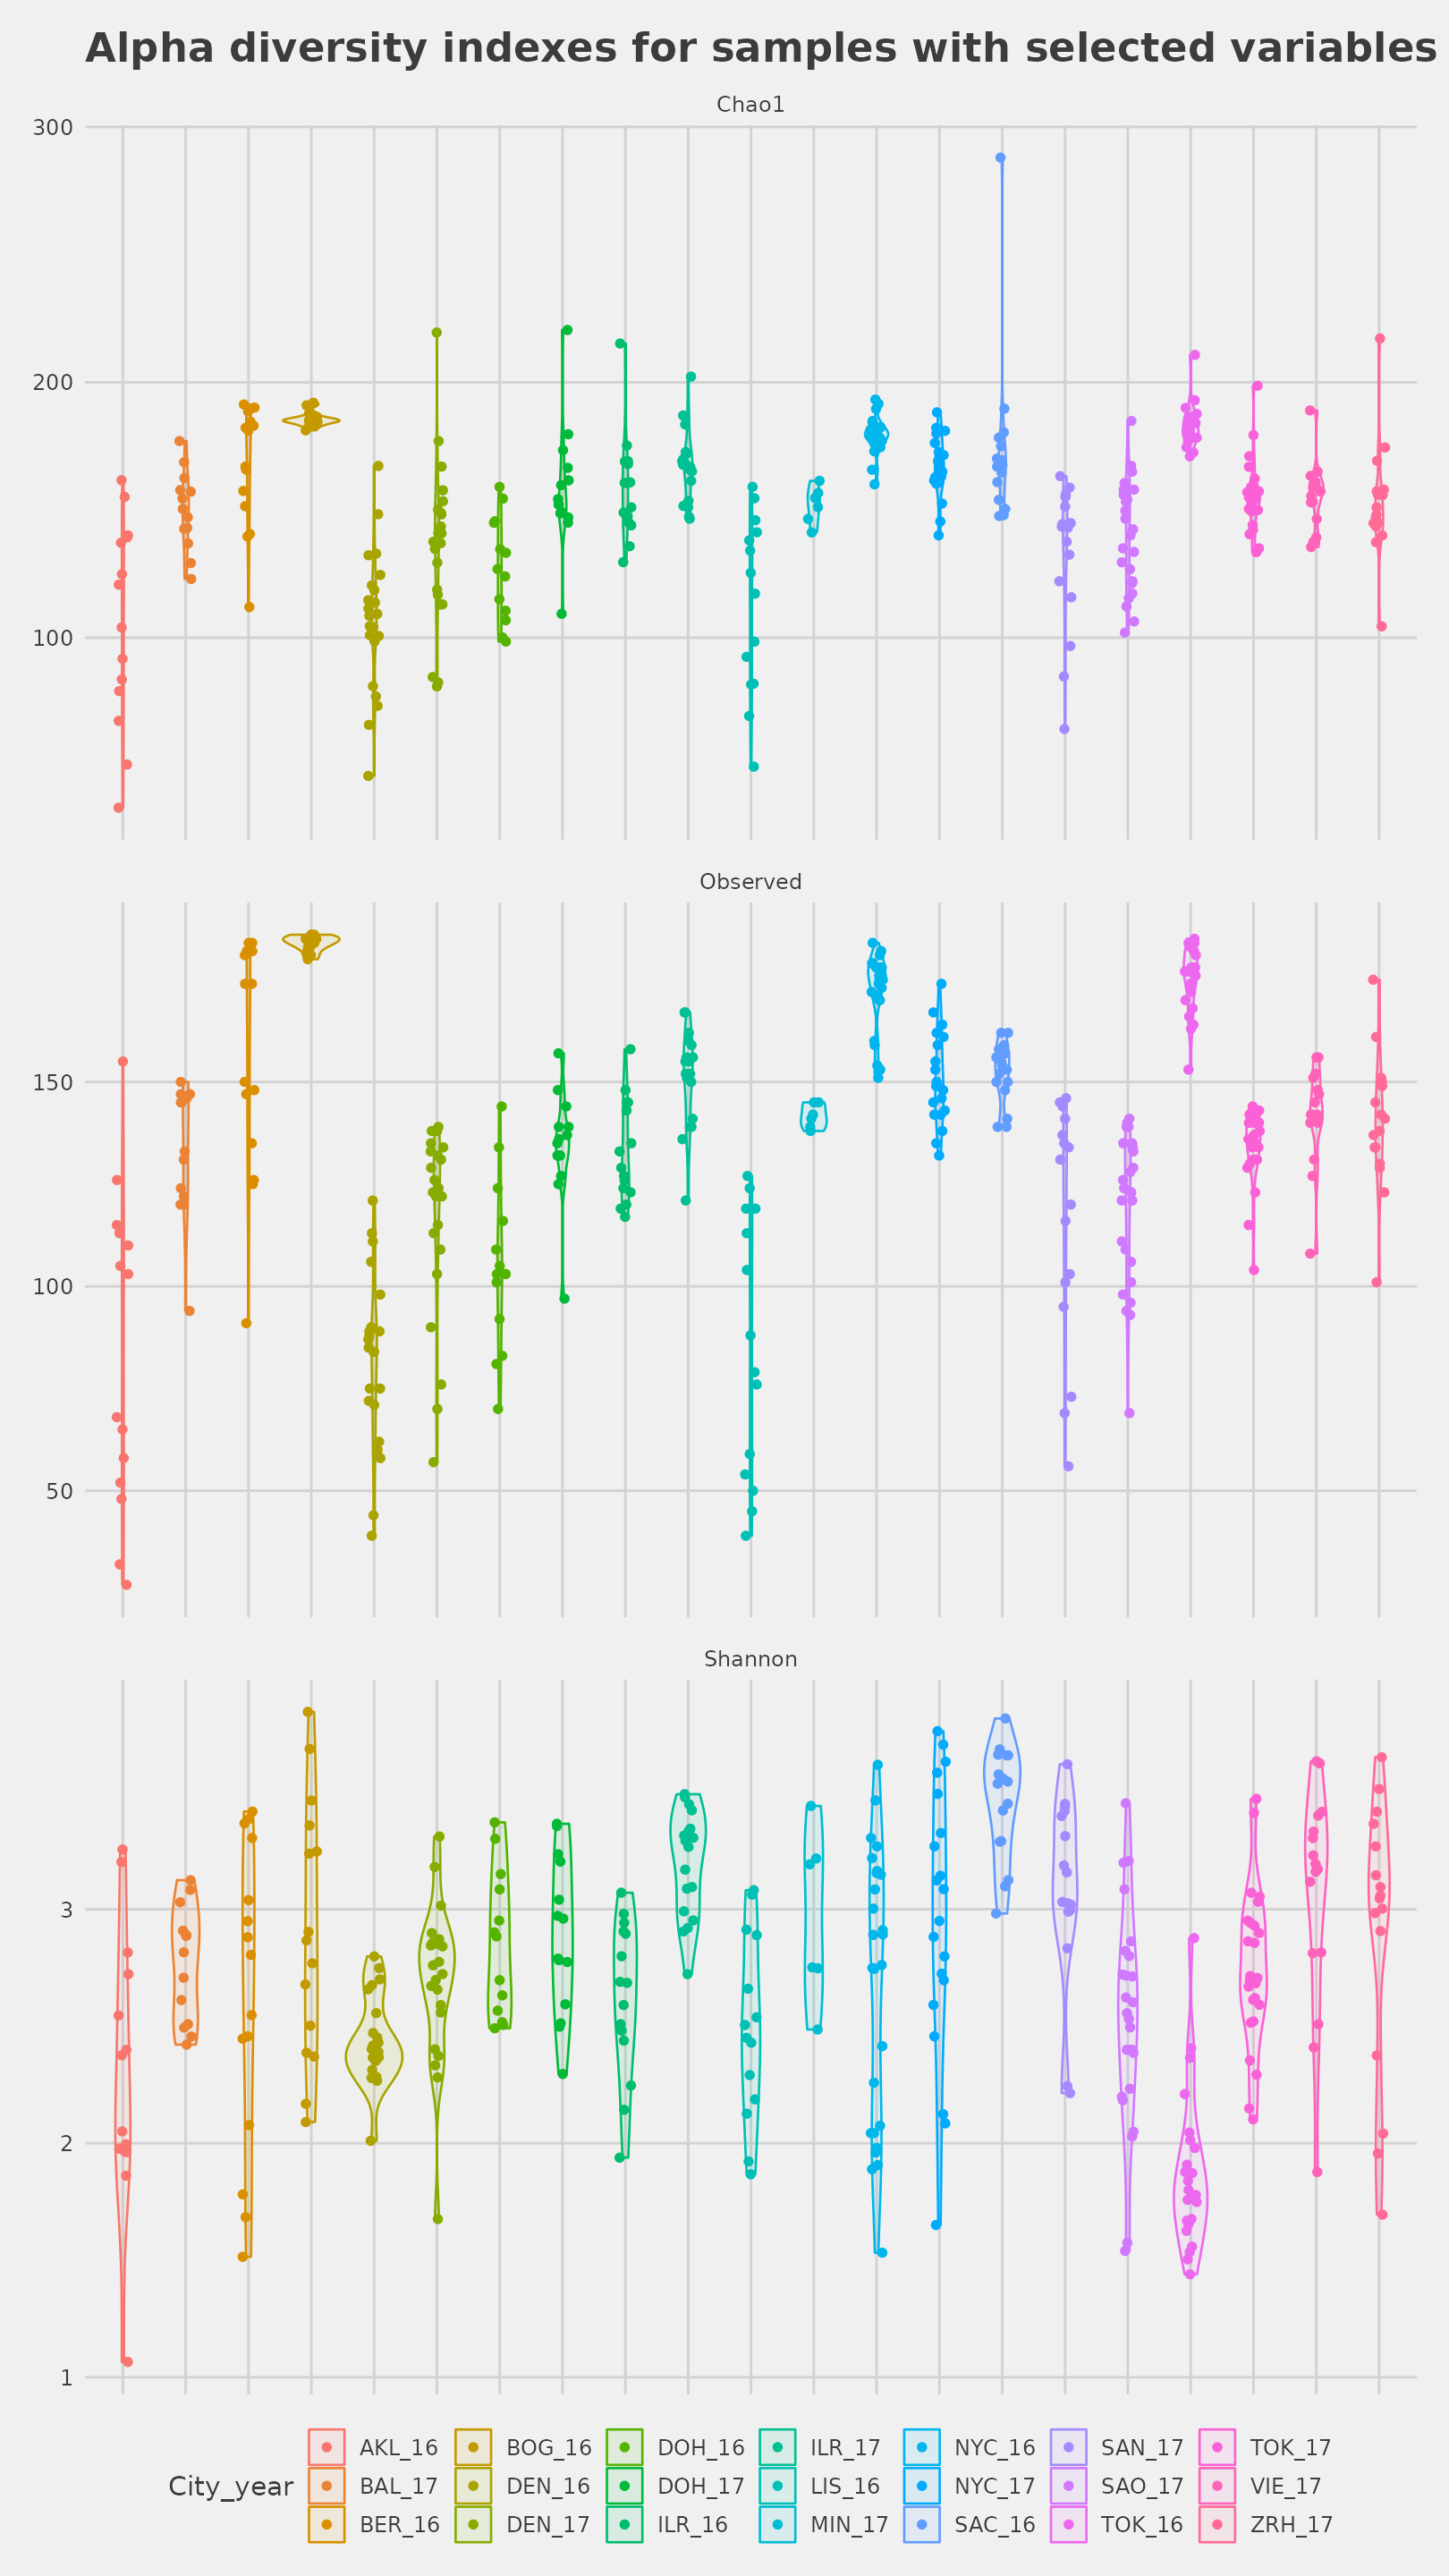 Alpha diversity indexes for samples with selected variables
Chao1
300
200
100
Observed
150
100
50
Shannon
3
2
1
City_year
AKL_16 BOG_16 DOH_16 ILR_17 NYC_16 SAN_17 TOK_17
BAL_17 DEN_16 DOH_17 LIS_16 NYC_17 SAO_17 VIE_17
BER_16 DEN_17 ILR_16 MIN_17 SAC_16 TOK_16 ZRH_17